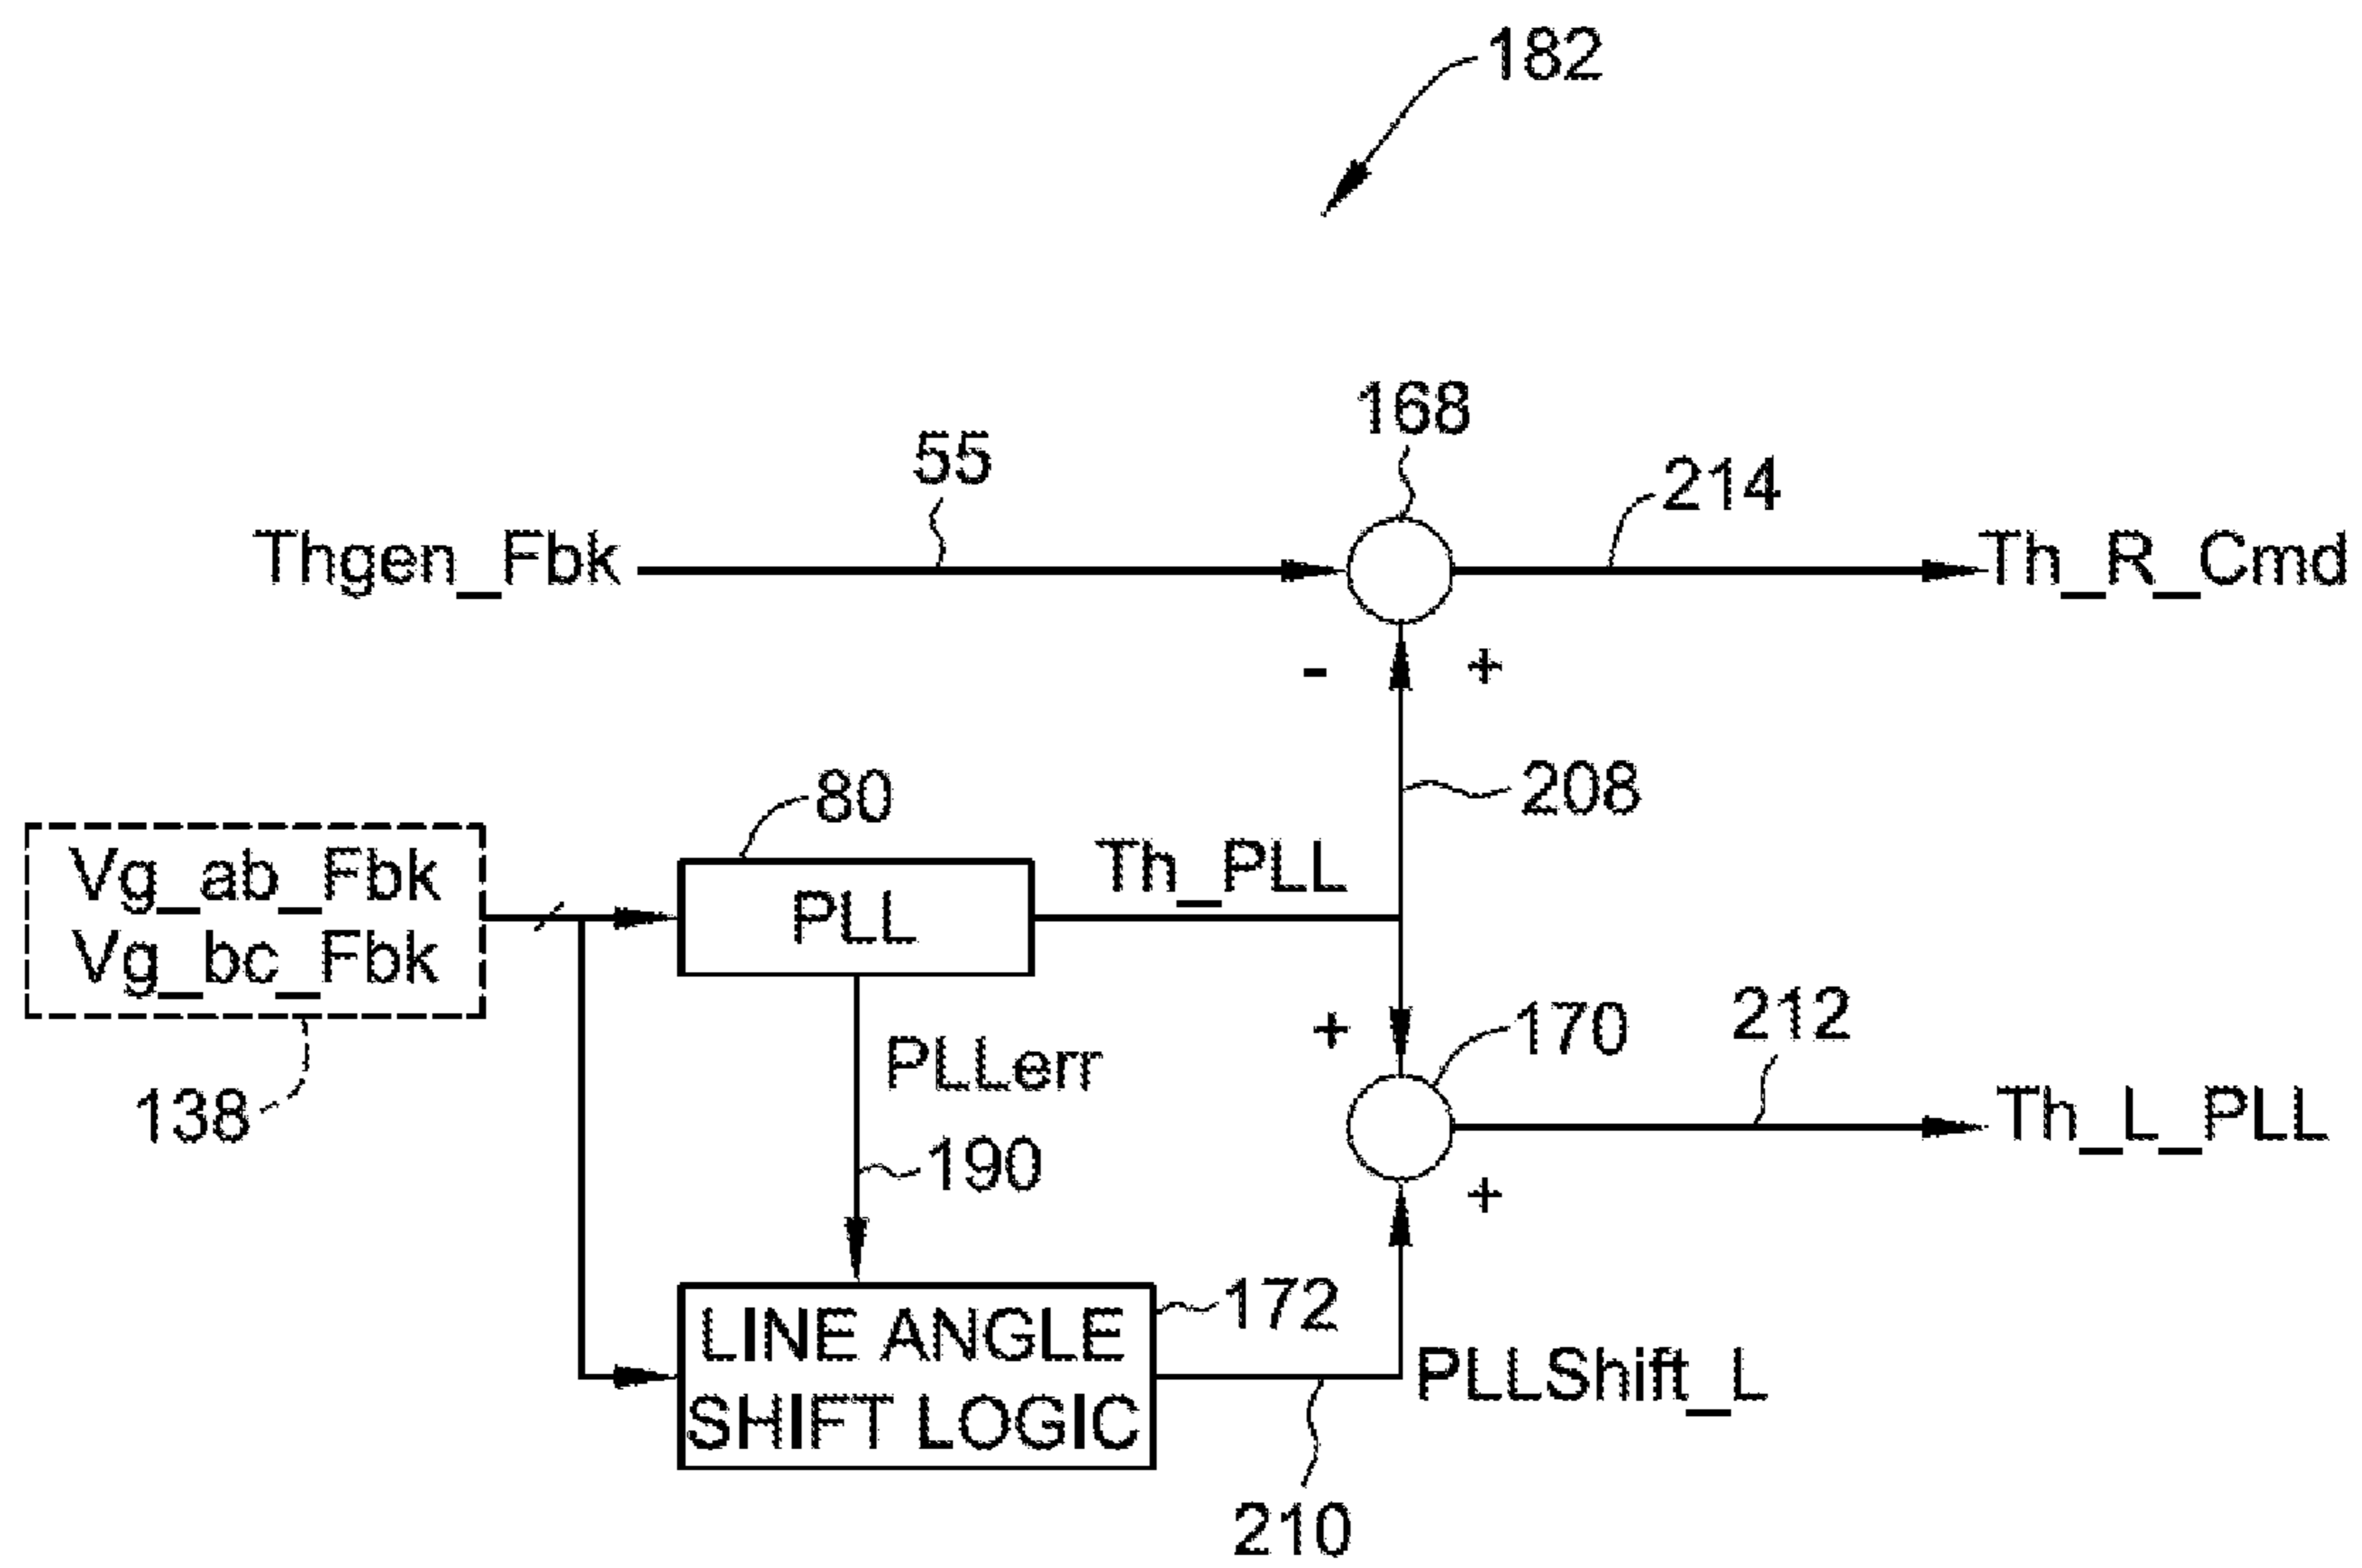 182
168
55
214
Thgen_Fbk
Th_R_Cmd
- +
80
208
Th_PLL
Vg_ab_Fbk
Vg_bc_Fbk
PLL
+
170
212
PLLerr
138
190
Th_L_PLL
+
172
LINE ANGLE
SHIFT LOGIC
PLLShift_L
210